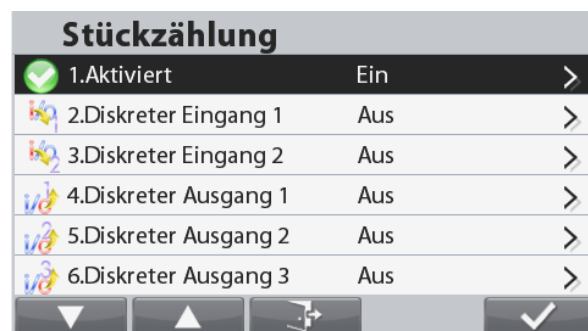 Stückzählung
1.Aktiviert Ein
2.Diskreter Eingang 1 Aus
3.Diskreter Eingang 2 Aus
4.Diskreter Ausgang 1 Aus
5.Diskreter Ausgang 2 Aus
6.Diskreter Ausgang 3 Aus